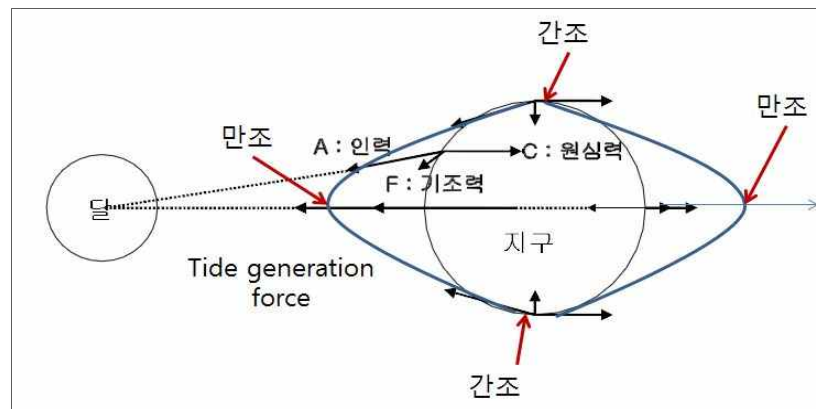 간조
만조
만조
A : 인력
C : 원심력
F : 기조력
달
지구
Tide generation
force
간조